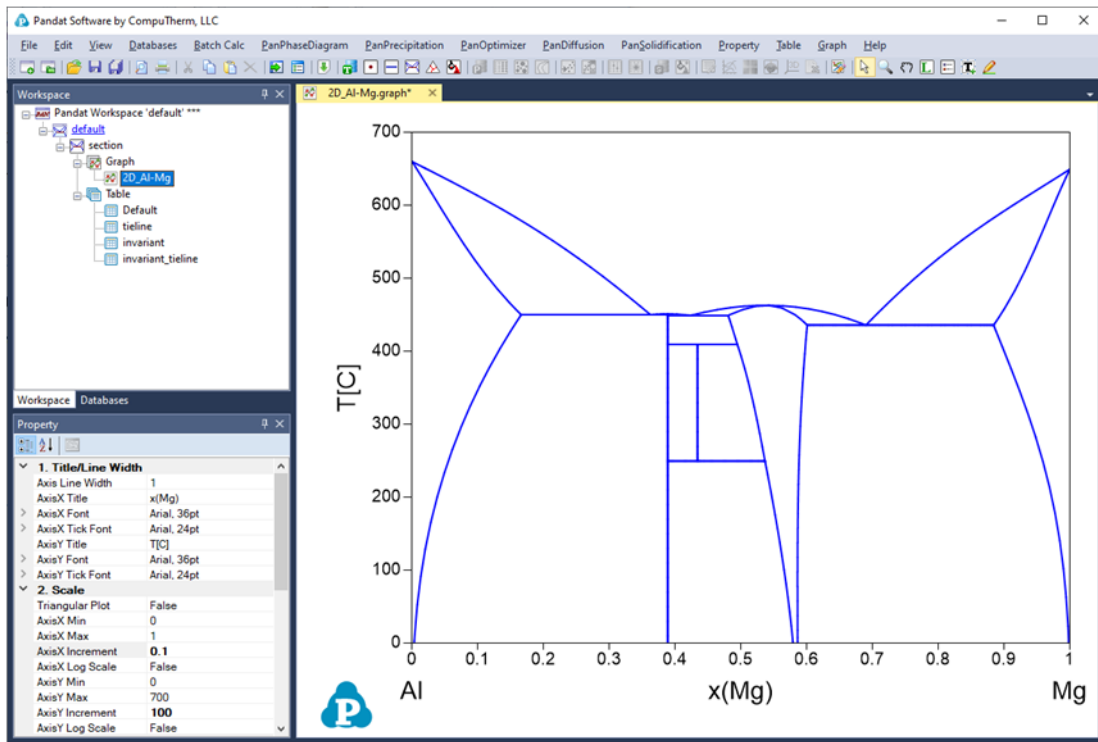 Pandat Software by CompuTherm, LLC
File Edit View Databases Batch Calc PanPhaseDiagram PanPrecipitation PanOptimizer PanDiffusion PanSolidification Property Table Graph Help
Workspace
2D_Al-Mg.graph*
Pandat Workspace 'default' ***
default
section
Graph
2D_Al-Mg
Table
Default
tieline
invariant
invariant_tieline
Workspace Databases
Property
1. Title/Line Width
Axis Line Width 1
AxisX Title x(Mg)
AxisX Font Arial, 36pt
AxisX Tick Font Arial, 24pt
AxisY Title T[C]
AxisY Font Arial, 36pt
AxisY Tick Font Arial, 24pt
2. Scale
Triangular Plot False
AxisX Min 0
AxisX Max 1
AxisX Increment 0.1
AxisX Log Scale False
AxisY Min 0
AxisY Max 700
AxisY Increment 100
AxisY Log Scale False
700
600
500
400
300
200
100
0
T[C]
0 0.1 0.2 0.3 0.4 0.5 0.6 0.7 0.8 0.9 1
Al x(Mg) Mg
P